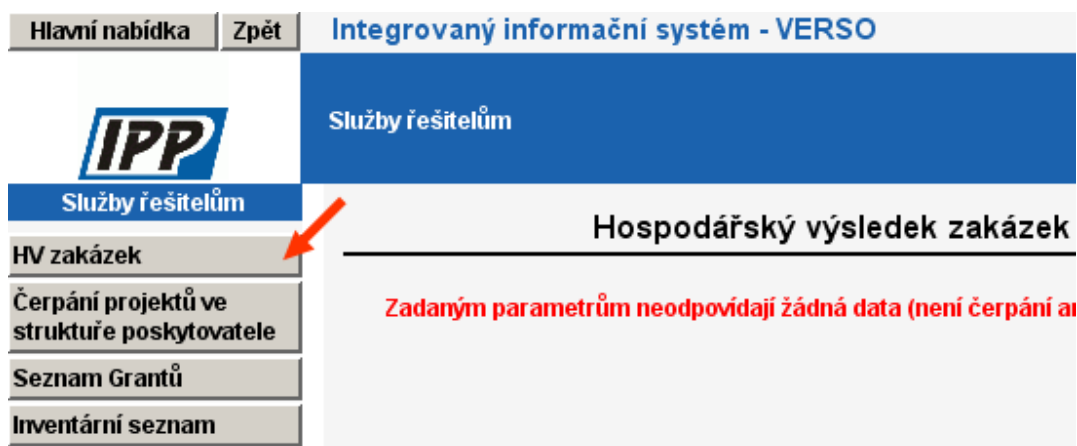 Hlavní nabídka
Zpět
Integrovaný informační systém - VERSO
IPP
Služby řešitelům
Služby řešitelům
Hospodářský výsledek zakázek
HV zakázek
Čerpání projektů ve
struktuře poskytovatele
Zadaným parametrům neodpovídají žádná data (není čerpání
Seznam Grantů
Inventární seznam